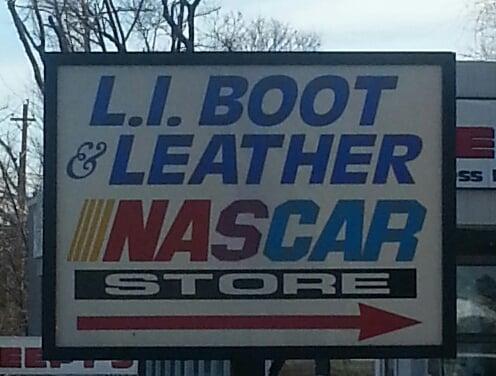 L.I. BOOT
& LEATHER
NASCAR
STORE